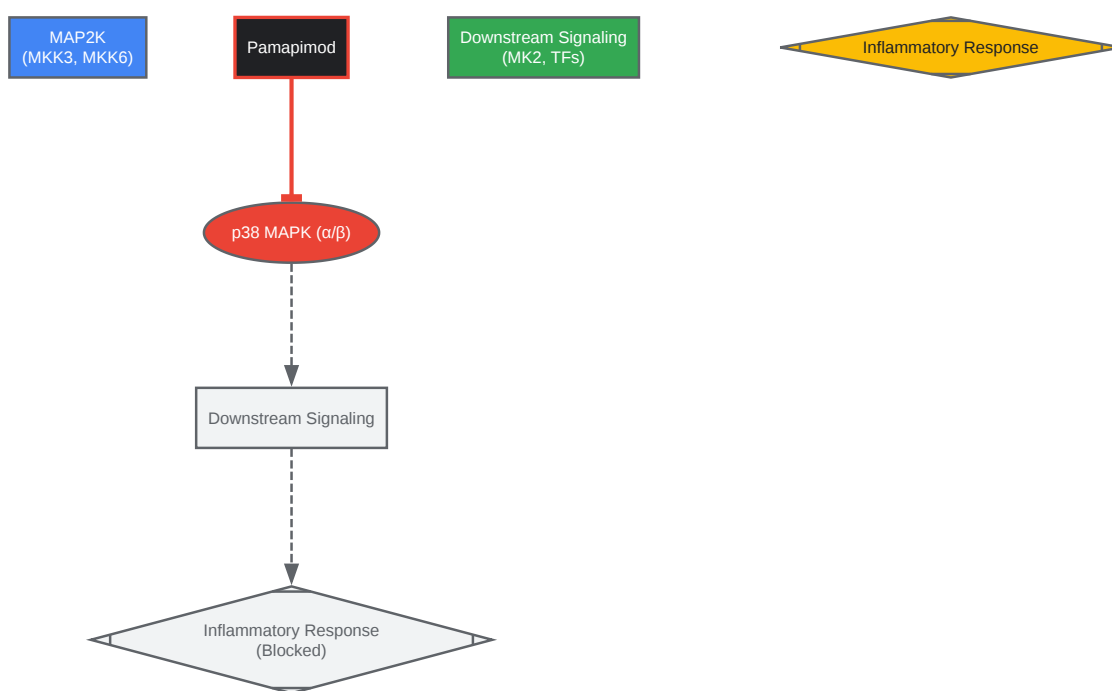 MAP2K
(MKK3, MKK6)
Pamapimod
Downstream Signaling
(MK2, TFs)
Inflammatory Response
p38 MAPK (α/β)
Downstream Signaling
Inflammatory Response
(Blocked)